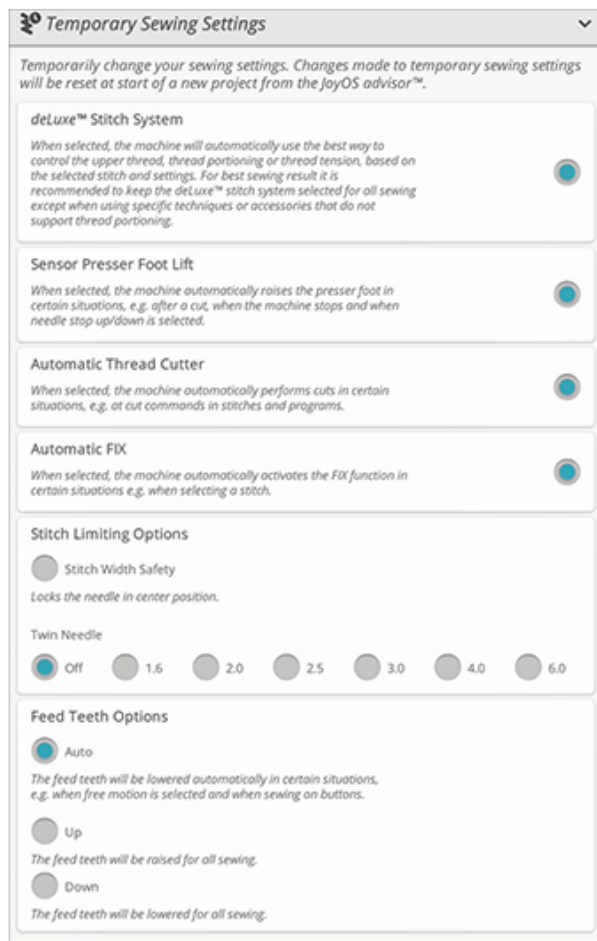 Temporary Sewing Settings
Temporarily change your sewing settings. Changes made to temporary sewing settings
will be reset at start of a new project from the JoyOS advisor™.
deLuxe™ Stitch System
When selected, the machine will automatically use the best way to
control the upper thread, thread portioning or thread tension, based on
the selected stitch and settings. For best sewing result it is
recommended to keep the deLuxe™ stitch system selected for all sewing
except when using specific techniques or accessories that do not
support thread portioning.
Sensor Presser Foot Lift
When selected, the machine automatically raises the presser foot in
certain situations, e.g. after a cut, when the machine stops and when
needle stop up/down is selected.
Automatic Thread Cutter
When selected, the machine automatically performs cuts in certain
situations, e.g. at cut commands in stitches and programs.
Automatic FIX
When selected, the machine automatically activates the FIX function in
certain situations e.g. when selecting a stitch.
Stitch Limiting Options
Stitch Width Safety
Locks the needle in center position.
Twin Needle
Off 1.6 2.0 2.5 3.0 4.0 6.0
Feed Teeth Options
Auto
The feed teeth will be lowered automatically in certain situations,
e.g. when free motion is selected and when sewing on buttons.
Up
The feed teeth will be raised for all sewing.
Down
The feed teeth will be lowered for all sewing.